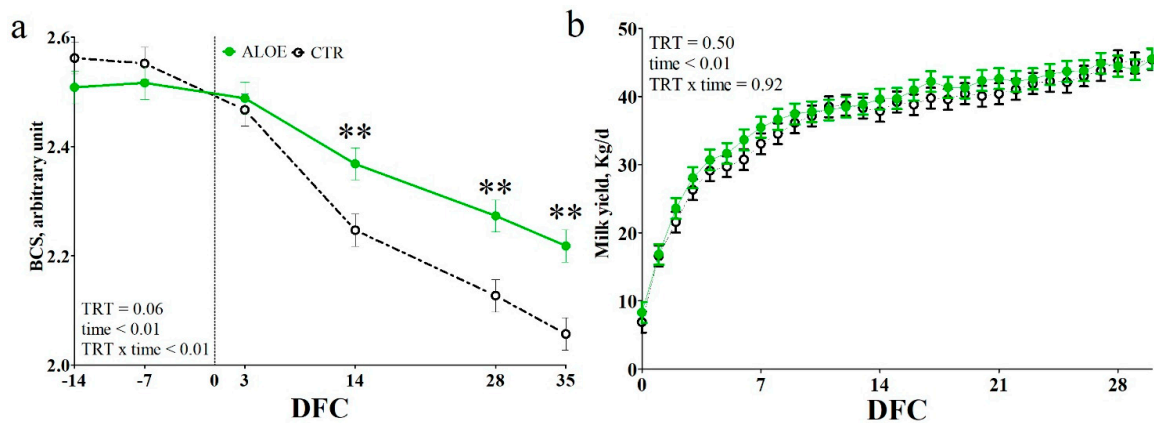 a
2.6
2.4
2.2
2.0
BCS, arbitrary unit
ALOE CTR
**
**
**
TRT = 0.06
time < 0.01
TRT x time < 0.01
-14 -7 0 3 14 28 35
DFC
b
50
40
30
20
10
0
Milk yield, Kg/d
TRT = 0.50
time < 0.01
TRT x time = 0.92
0 7 14 21 28
DFC